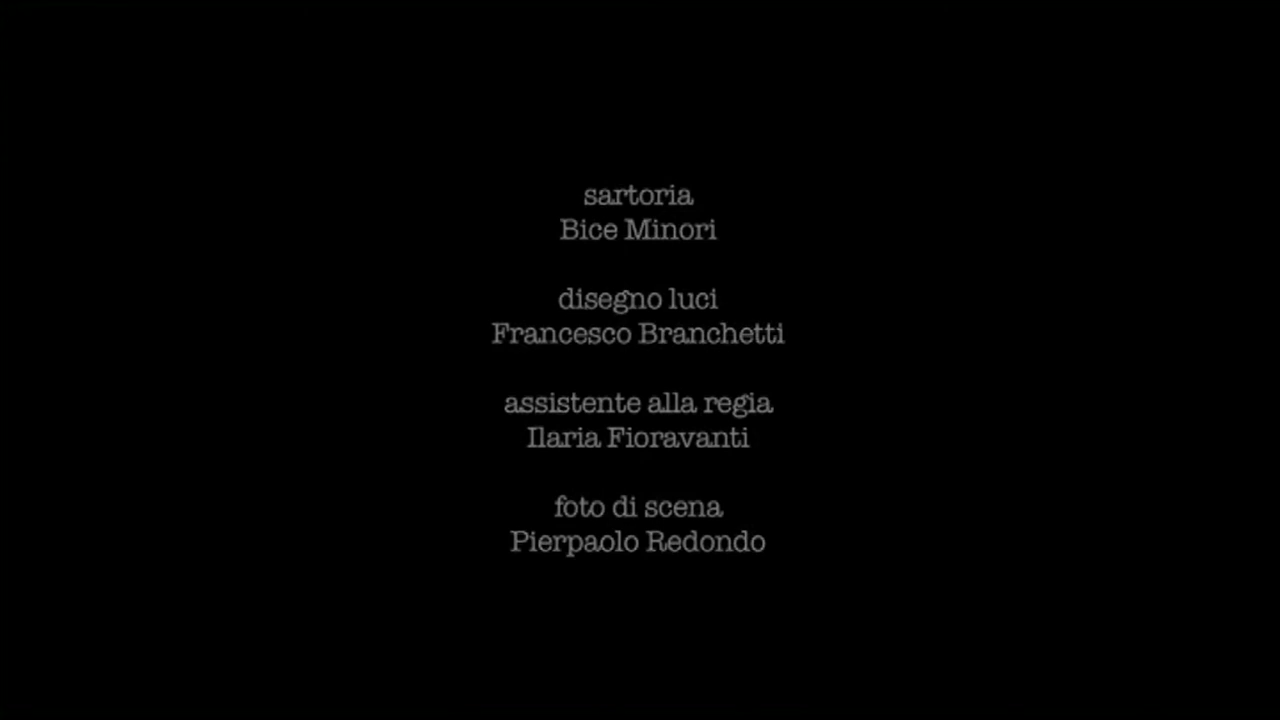 sartoria
Bice Minori
disegno luci
Francesco Branchetti
assistente alla regia
Ilaria Fioravanti
foto di scena
Pierpaolo Redondo